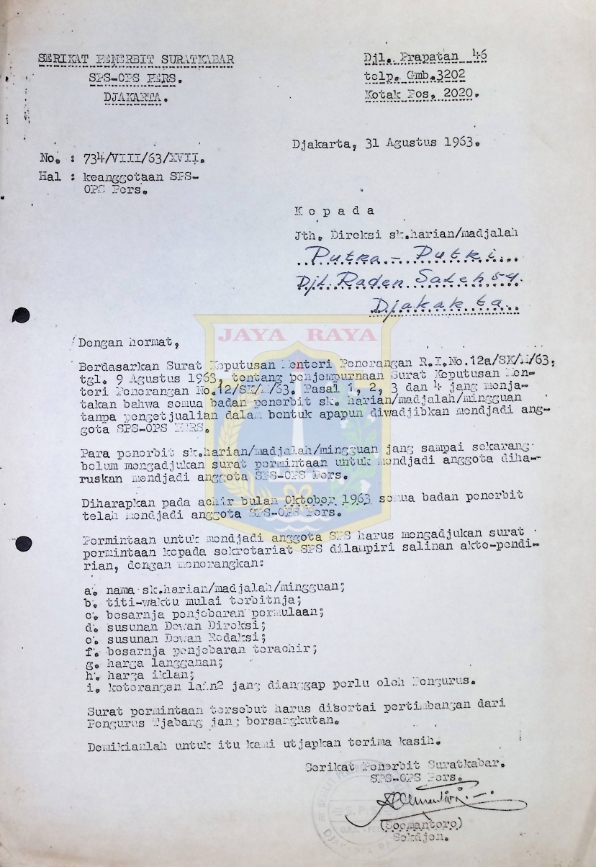 SERIKAT PENERBIT SURATKABAR
SPS-OPS PERS.
DJAKARTA.
Djl. Prapatan 46
telp. Gmb.3202
Kotak Pos. 2020.
Djakarta, 31 Agustus 1963.
No. : 734/VIII/63/XVII.
Hal : keanggotaan SPS-
OPS Pers.
K e p a d a
Jth. Direksi sk.harian/madjalah
Putra - Putri
Djl. Raden Saleh 54.
Djakarta
JAYA RAYA
Dengan hormat,
Berdasarkan Surat Keputusan Menteri Penerangan R.I.No.12a/SK/M/63,
tgl. 9 Agustus 1963, tentang penjempurnaan Surat Keputusan Men-
teri Penerangan No.12/SK/M/63. Pasal 1, 2, 3 dan 4 jang menja-
takan bahwa semua badan penerbit sk. harian/madjalah/mingguan
tanpa pengetjualian dalam bentuk apapun diwadjibkan mendjadi ang-
gota SPS-OPS PERS.
Para penerbit sk.harian/madjalah/mingguan jang sampai sekarang
belum mengadjukan surat permintaan untuk mendjadi anggota diha-
ruskan mendjadi anggota SPS-OPS Pers.
Diharapkan pada achir bulan Oktober 1963 semua badan penerbit
telah mendjadi anggota SPS-OPS Pers.
Permintaan untuk mendjadi anggota SPS harus mengadjukan surat
permintaan kepada sekretariat SPS dilampiri salinan akte-pendi-
rian, dengan menerangkan:
a. nama sk.harian/madjalah/mingguan;
b. titi-waktu mulai terbitnja;
c. besarnja penjebaran permulaan;
d. susunan Dewan Direksi;
e. susunan Dewan Redaksi;
f. besarnja penjebaran terachir;
g. harga langganan;
h. harga iklan;
i. keterangan lain2 jang dianggap perlu oleh Pengurus.
Surat permintaan tersebut harus disertai pertimbangan dari
Pengurus Tjabang jang bersangkutan.
Demikianlah untuk itu kami utjapkan terima kasih.
Serikat Penerbit Suratkabar.
SPS-OPS Pers.
(Soemantoro)
Sekdjen.